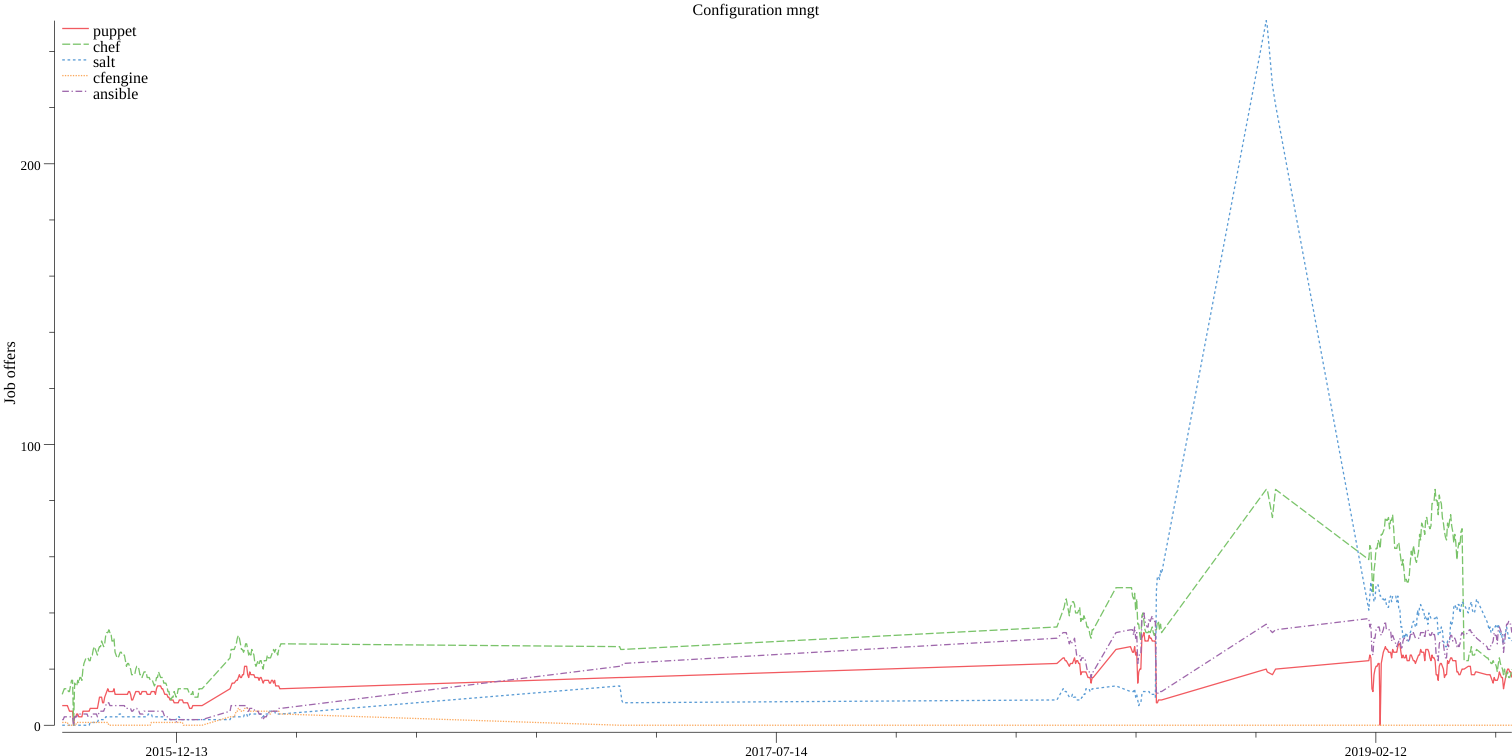 Configuration mngt
puppet
chef
salt
cfengine
ansible
200
100
0
Job offers
2015-12-13
2017-07-14
2019-02-12